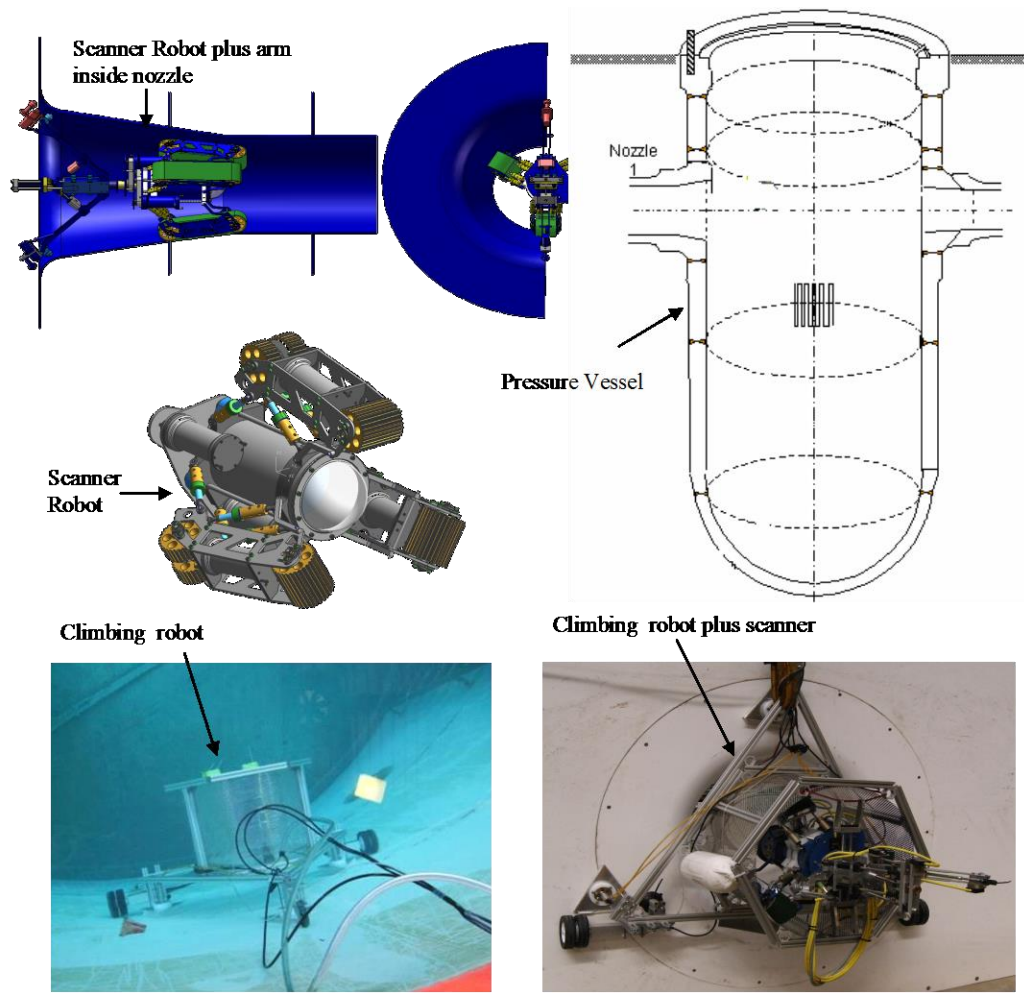 Scanner Robot plus arm
inside nozzle
Nozzle
1
Pressure Vessel
Scanner
Robot
Climbing robot
Climbing robot plus scanner